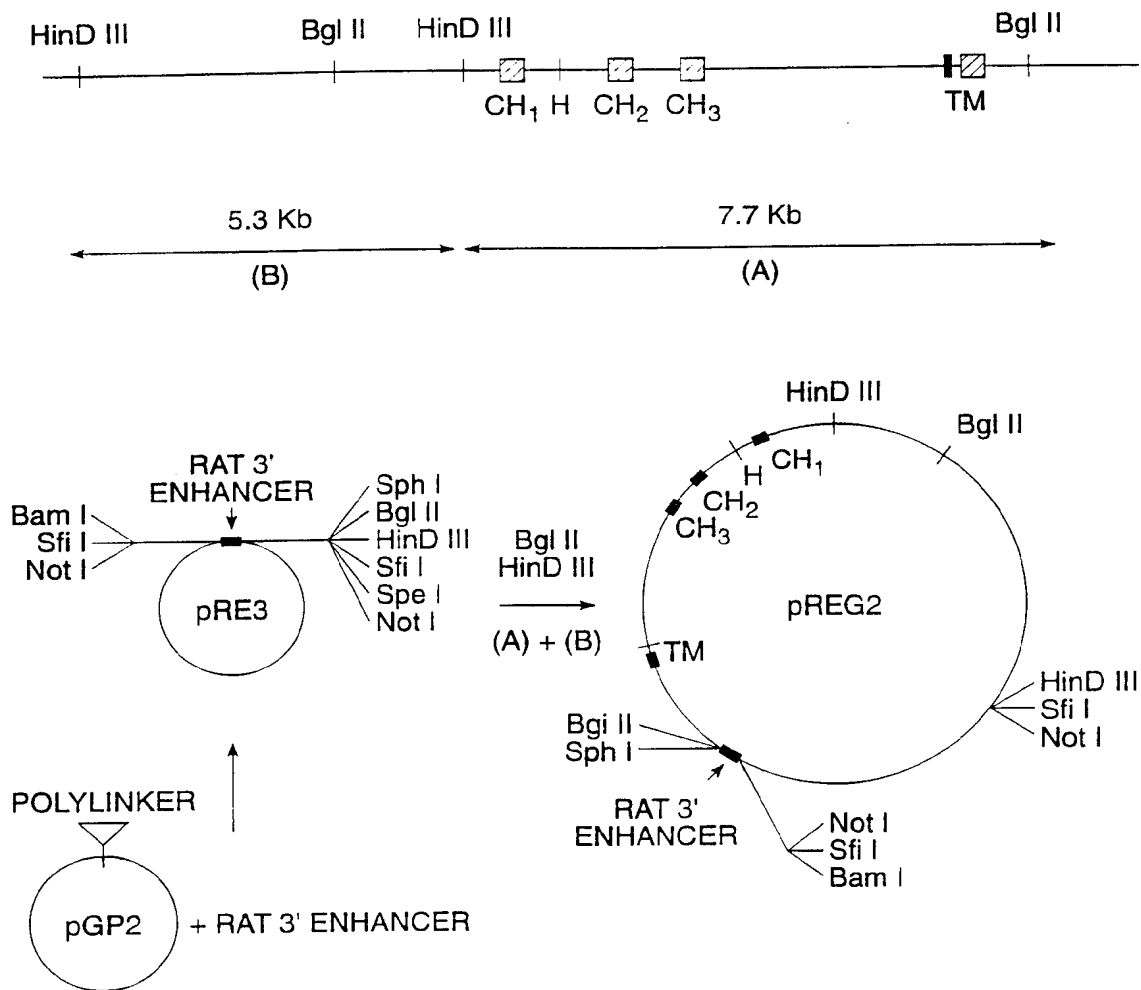 HinD III
Bgl II
HinD III
Bgl II
CH1
H
CH2
CH3
TM
5.3 Kb
(B)
7.7 Kb
(A)
RAT 3'
ENHANCER
Bam I
Sfi I
Not I
Sph I
Bgl II
HinD III
Sfi I
Spe I
Not I
pRE3
Bgl II
HinD III
(A) + (B)
HinD III
Bgl II
CH1
H
CH2
CH3
pREG2
TM
HinD III
Sfi I
Not I
Bgi II
Sph I
RAT 3'
ENHANCER
Not I
Sfi I
Bam I
POLYLINKER
pGP2
+ RAT 3' ENHANCER